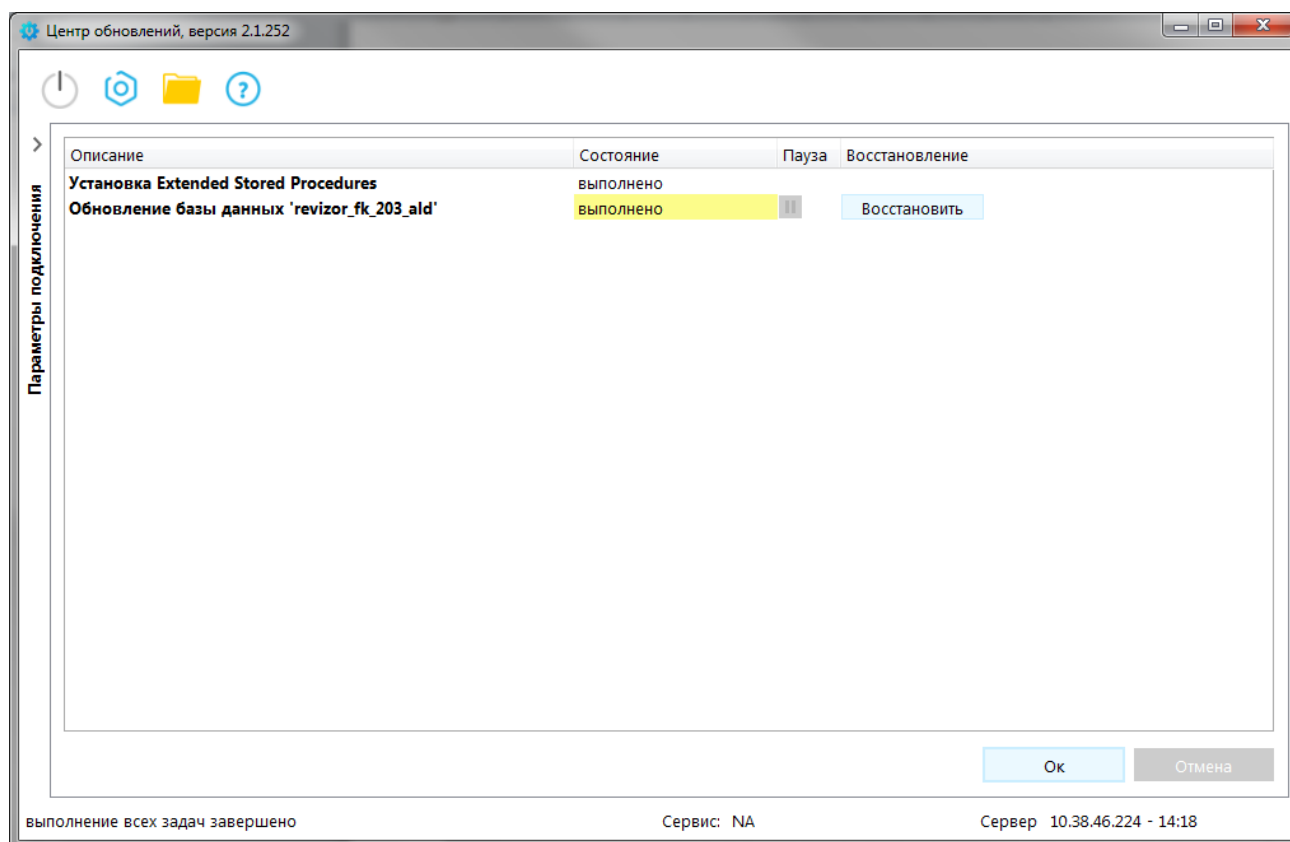 Центр обновлений, версия 2.1.252
?
Параметры подключения
Описание Состояние Пауза Восстановление
Установка Extended Stored Procedures выполнено
Обновление базы данных 'revizor_fk_203_ald' выполнено Восстановить
Ок Отмена
выполнение всех задач завершено Сервис: NA Сервер 10.38.46.224 - 14:18